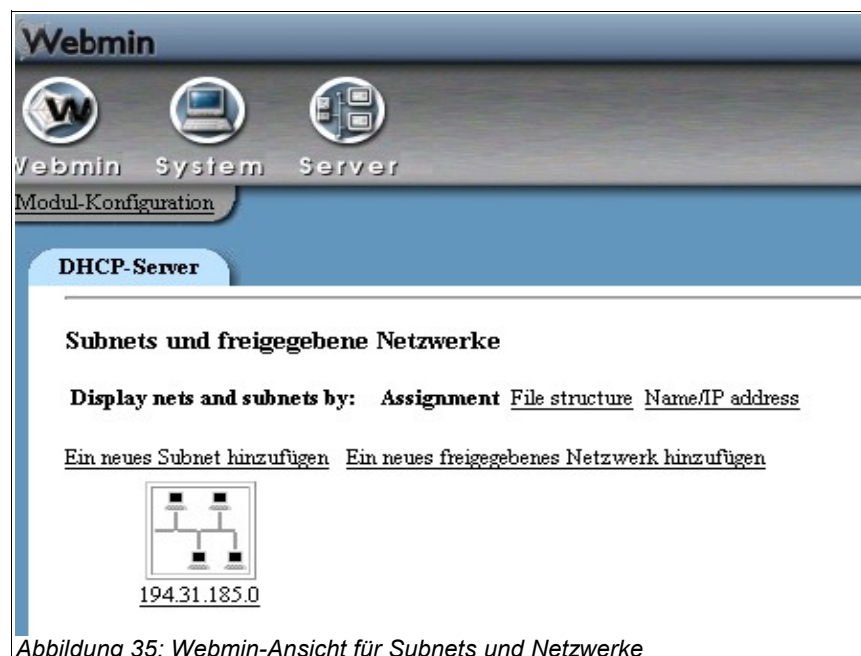 Webmin
Webmin System Server
Modul-Konfiguration
DHCP-Server
Subnets und freigegebene Netzwerke
Display nets and subnets by: Assignment File structure Name/IP address
Ein neues Subnet hinzufügen Ein neues freigegebenes Netzwerk hinzufügen
194.31.185.0
Abbildung 35: Webmin-Ansicht für Subnets und Netzwerke